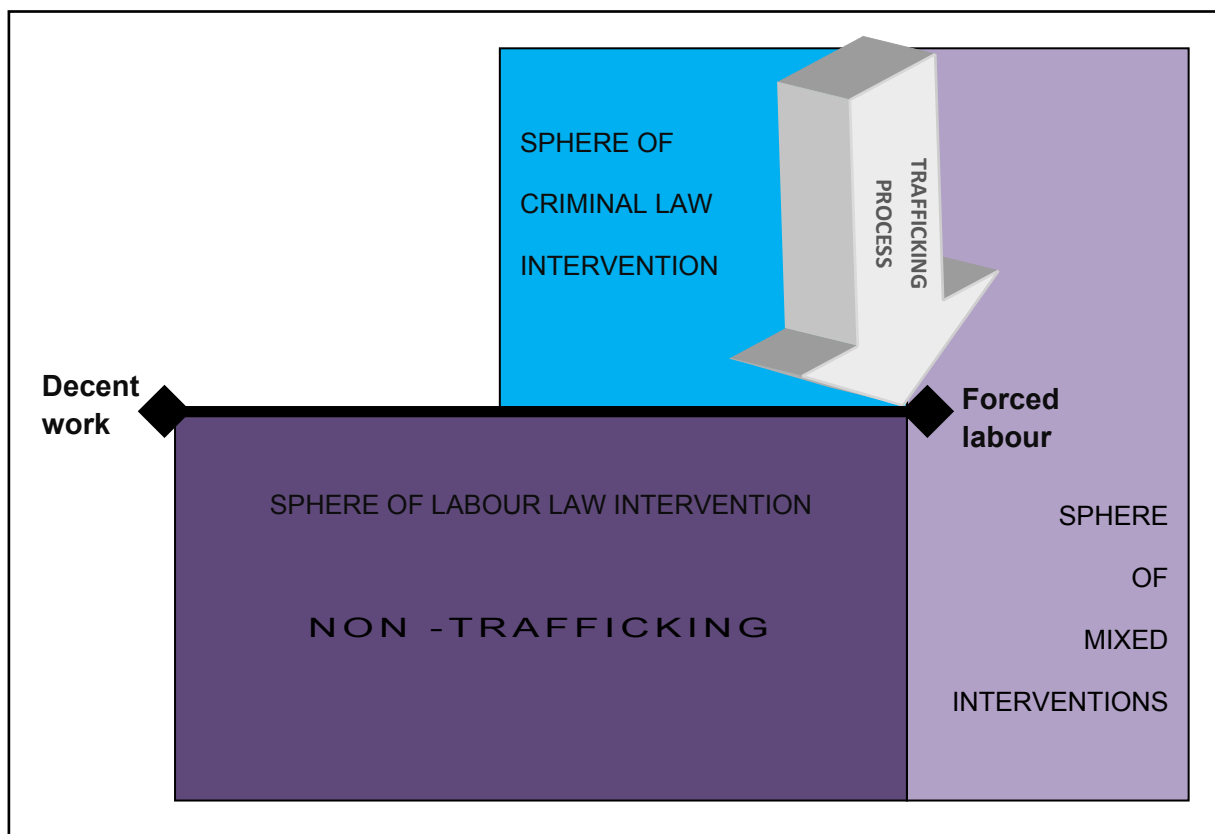 SPHERE OF
CRIMINAL LAW
INTERVENTION
TRAFFICKING
PROCESS
Decent
work
Forced
labour
SPHERE OF LABOUR LAW INTERVENTION
NON -TRAFFICKING
SPHERE
OF
MIXED
INTERVENTIONS